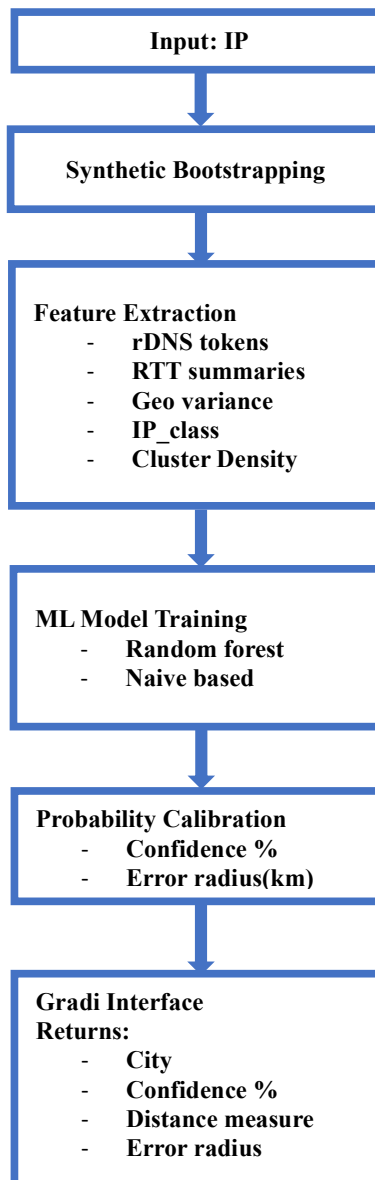 Input: IP
Synthetic Bootstrapping
Feature Extraction
- rDNS tokens
- RTT summaries
- Geo variance
- IP_class
- Cluster Density
ML Model Training
- Random forest
- Naive based
Probability Calibration
- Confidence %
- Error radius(km)
Gradi Interface
Returns:
- City
- Confidence %
- Distance measure
- Error radius